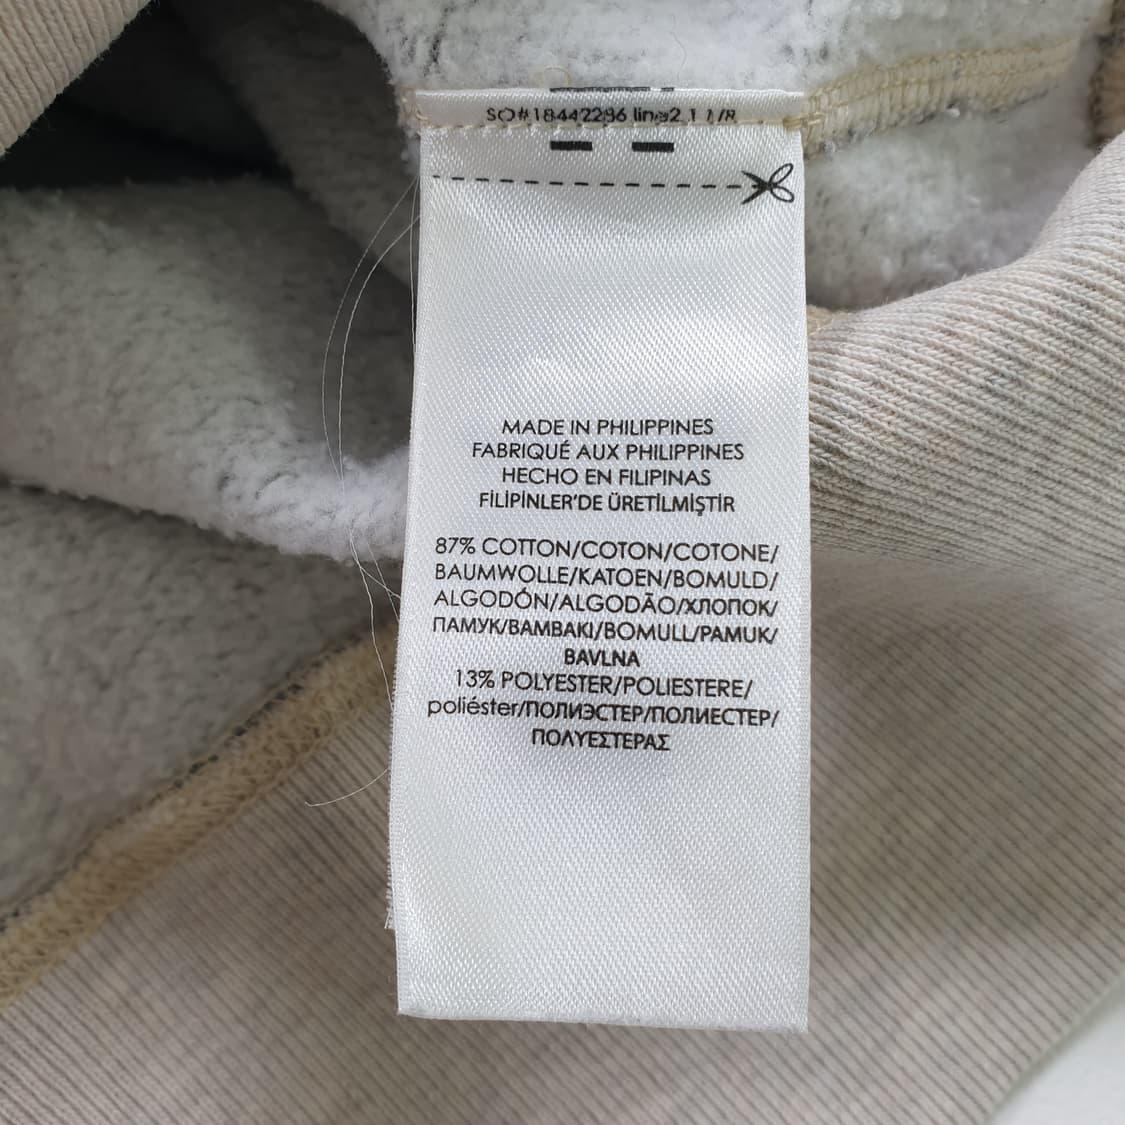 SO#18442286 line2 1 1/8
MADE IN PHILIPPINES
FABRIQUÉ AUX PHILIPPINES
HECHO EN FILIPINAS
FİLİPİNLER'DE ÜRETİLMİŞTİR
87% COTTON/COTON/COTONE/
BAUMWOLLE/KATOEN/BOMULD/
ALGODÓN/ALGODÃO/ХЛОПОК/
ПАМУК/ΒΑΜΒΑΚΙ/BOMULL/PAMUK/
BAVLNA
13% POLYESTER/POLIESTERE/
poliéster/ПОЛИЭСТЕР/ПОЛИЕСТЕР/
ΠΟΛΥΕΣΤΕΡΑΣ